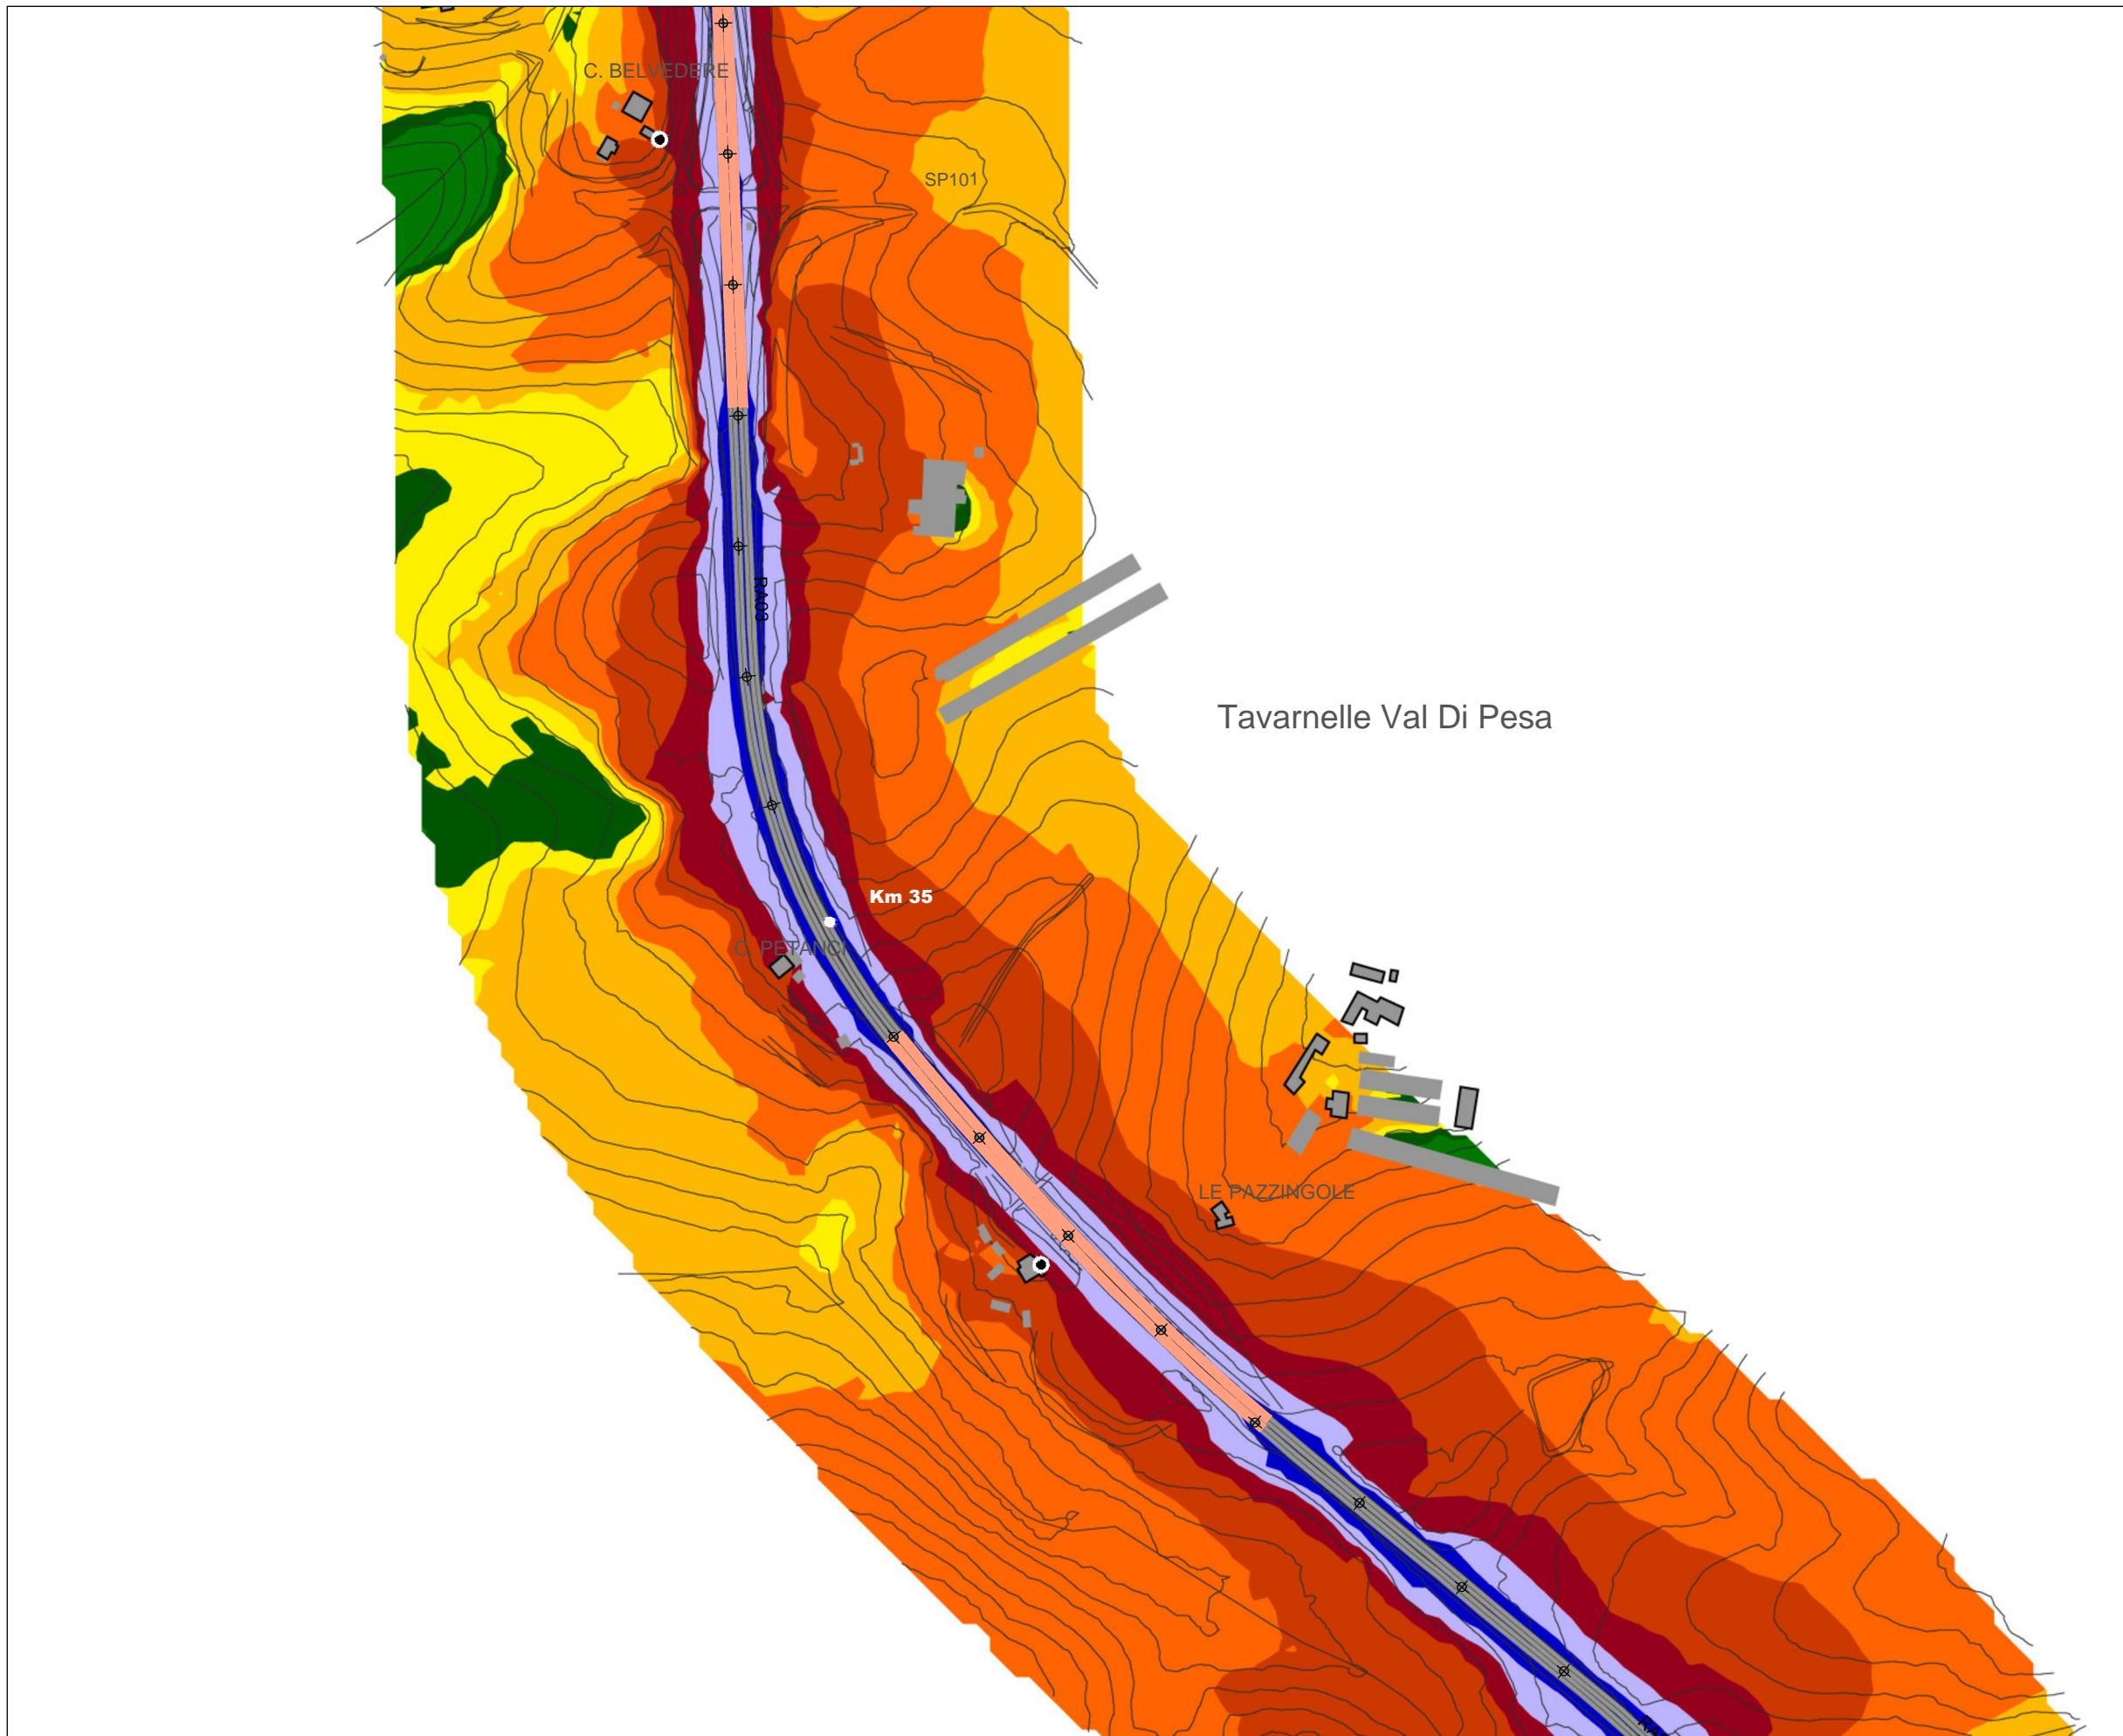 C. BELVEDERE
SP101
RA03
Tavarnelle Val Di Pesa
Km 35
C. PETANCI
LE PAZZINGOLE